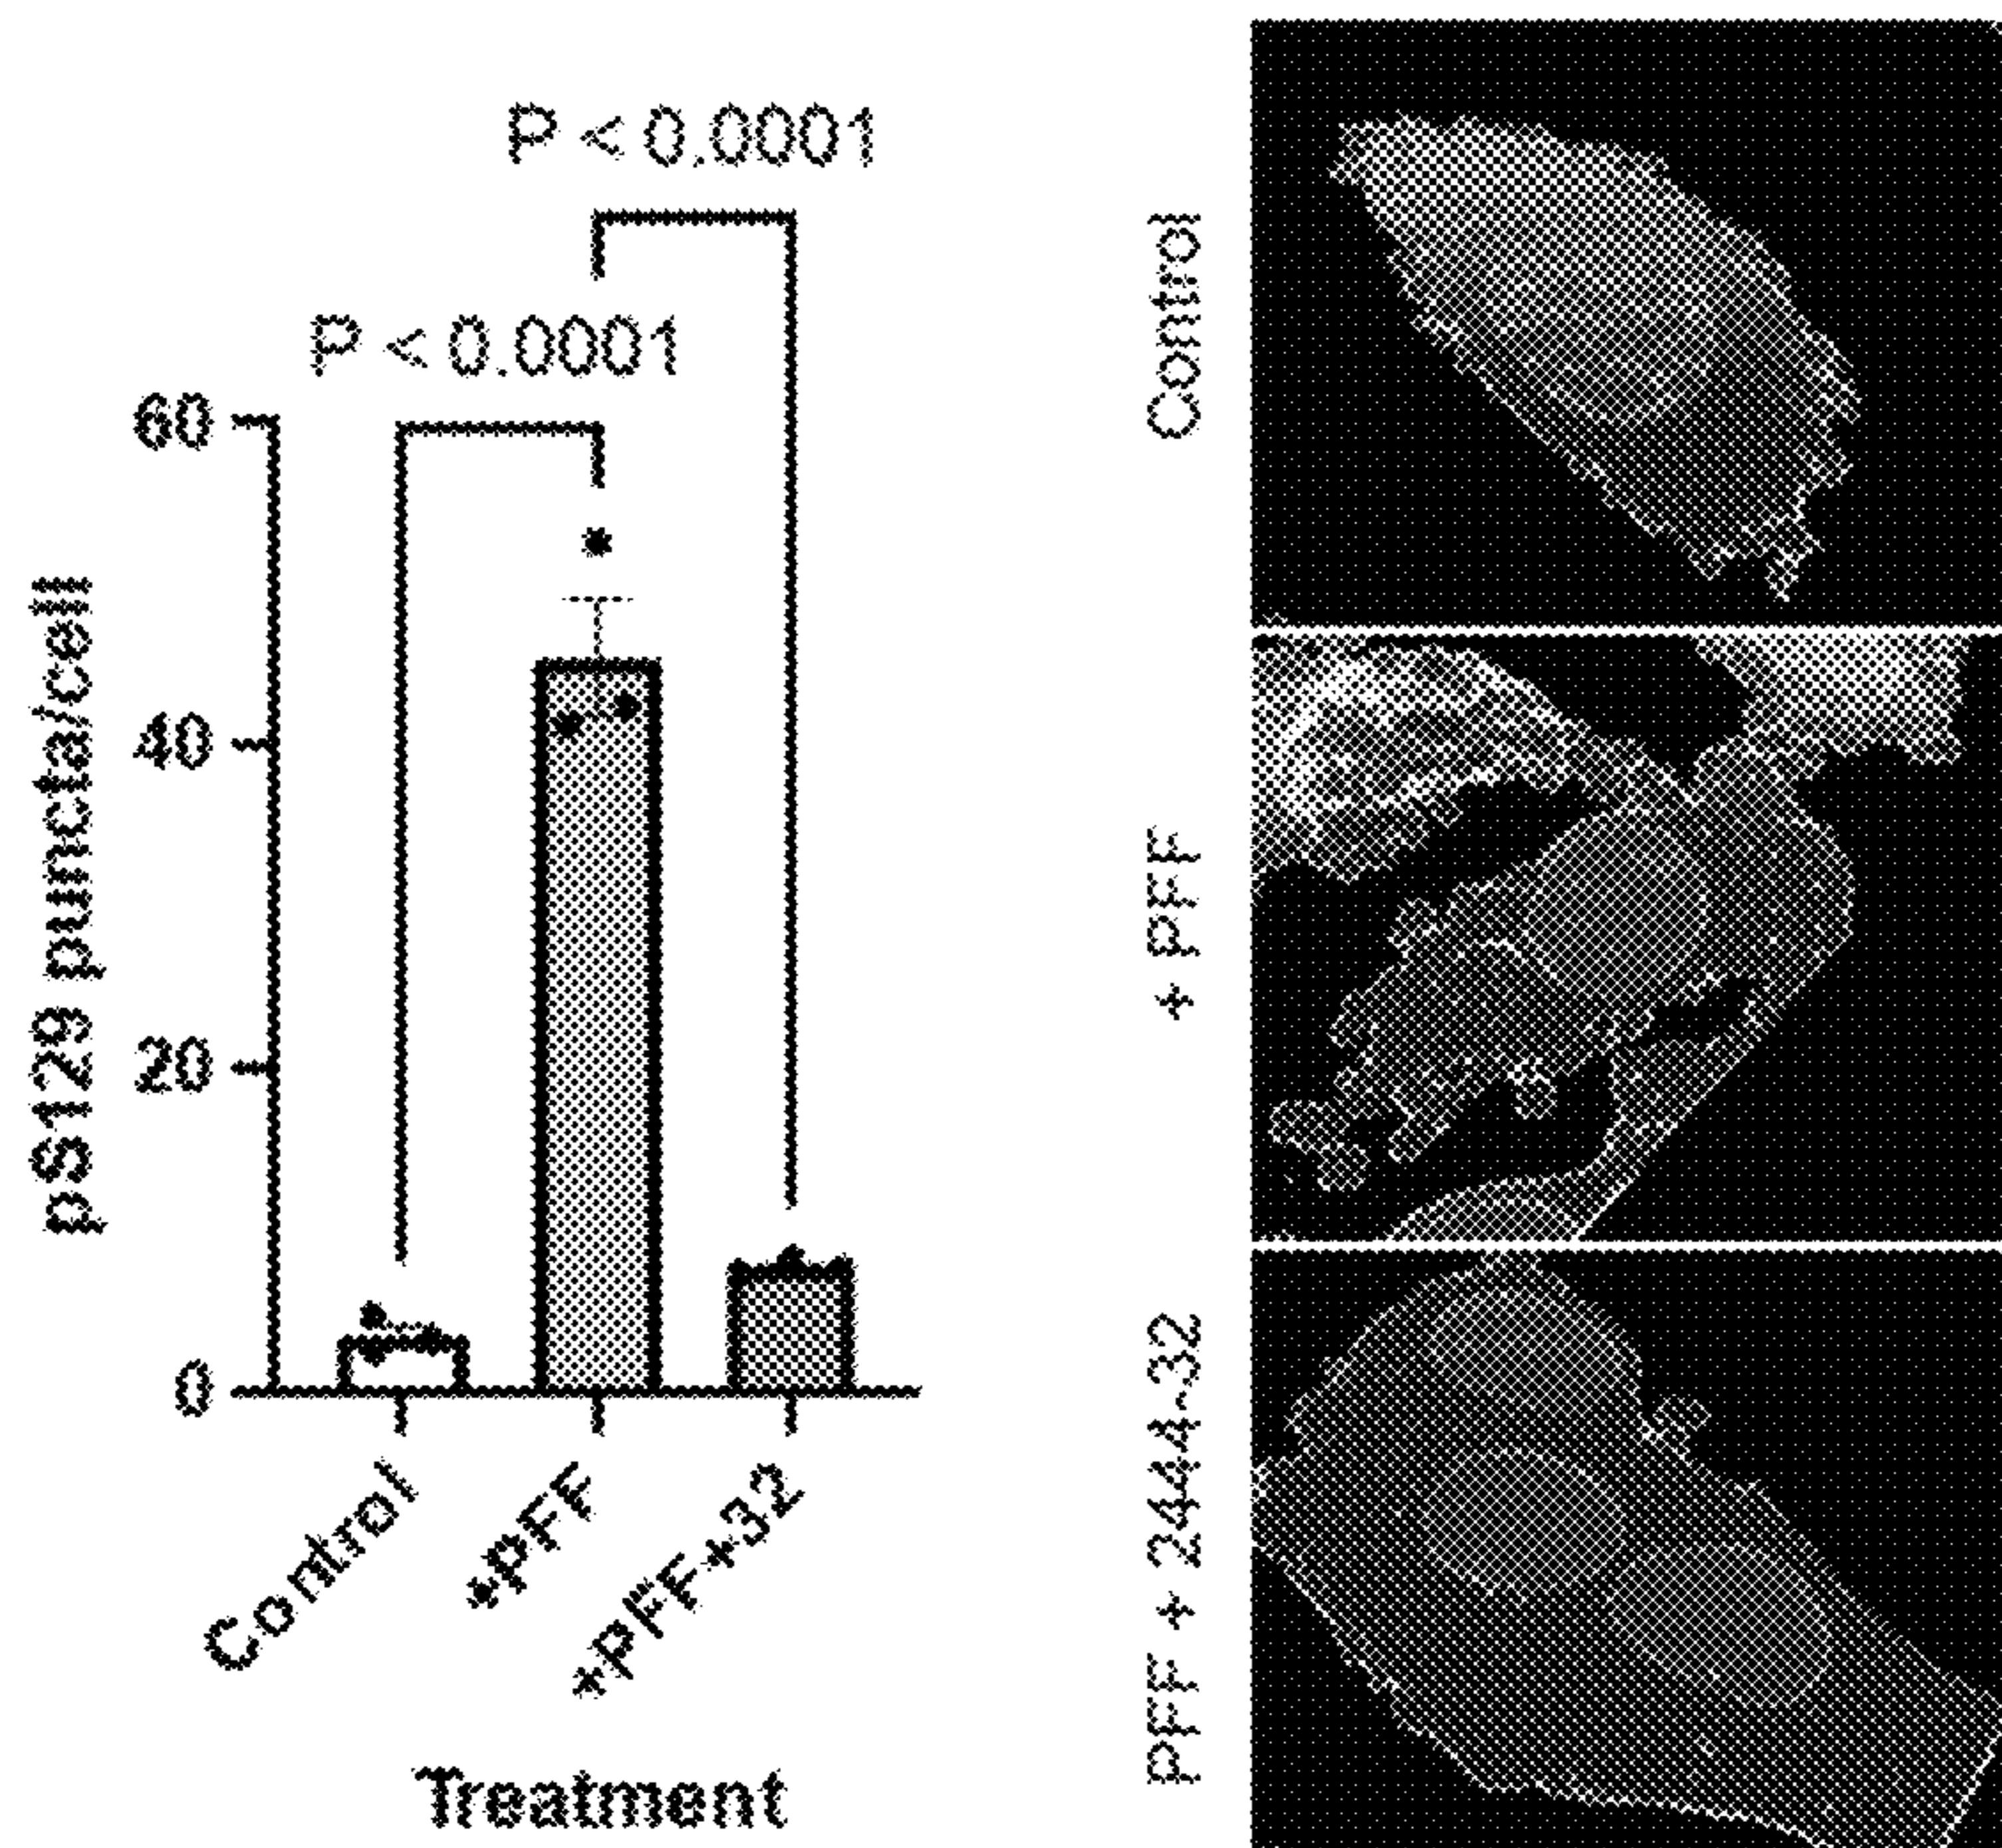 P < 0.0001
P < 0.0001
pS129 puncta/cell
60
40
20
0
Control
+PFF
+PFF+32
Treatment
Control
+ PFF
PFF + 2444-32